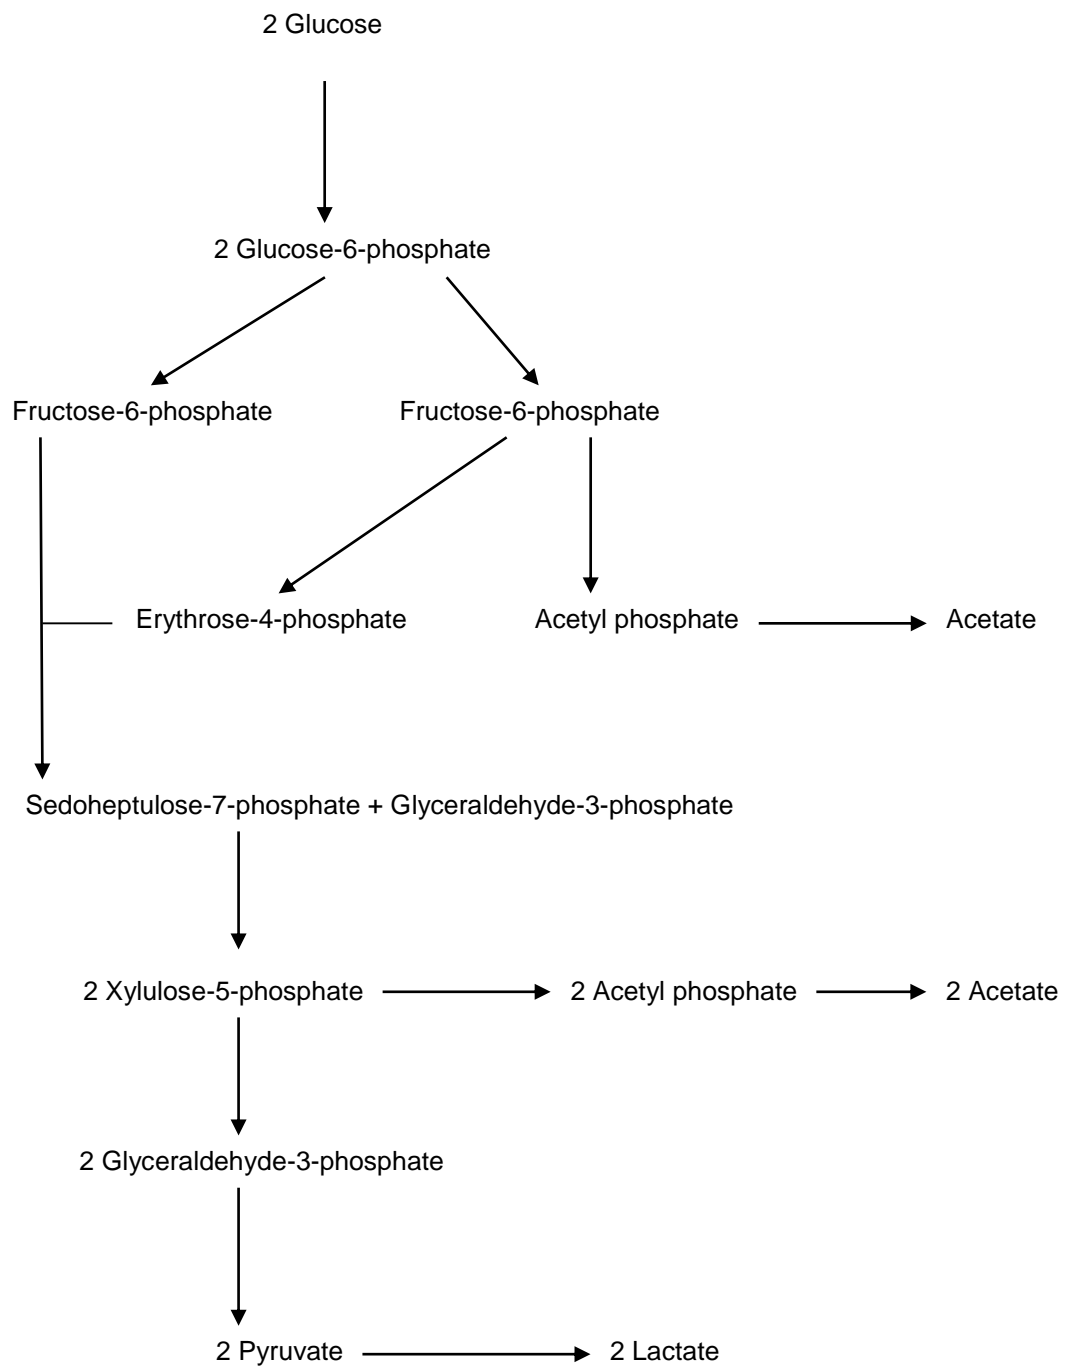 2 Glucose
2 Glucose-6-phosphate
Fructose-6-phosphate
Fructose-6-phosphate
Erythrose-4-phosphate
Acetyl phosphate
Acetate
Sedoheptulose-7-phosphate + Glyceraldehyde-3-phosphate
2 Xylulose-5-phosphate
2 Acetyl phosphate
2 Acetate
2 Glyceraldehyde-3-phosphate
2 Pyruvate
2 Lactate